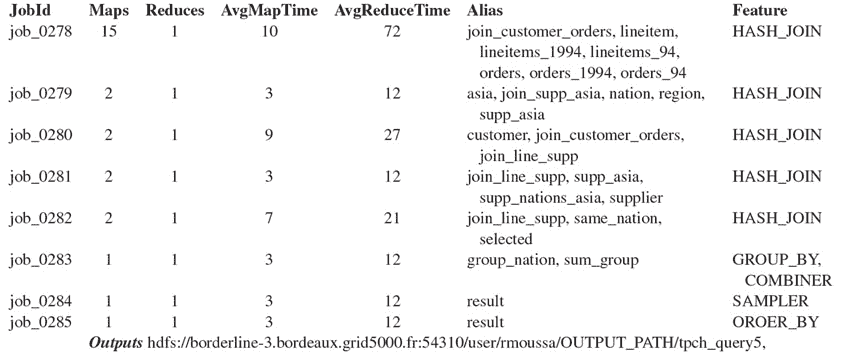 JobId Maps Reduces AvgMapTime AvgReduceTime Alias Feature
job_0278 15 1 10 72 join_customer_orders, lineitem, HASH_JOIN
lineitems_1994, lineitems_94,
orders, orders_1994, orders_94
job_0279 2 1 3 12 asia, join_supp_asia, nation, region, HASH_JOIN
supp_asia
job_0280 2 1 9 27 customer, join_customer_orders, HASH_JOIN
join_line_supp
job_0281 2 1 3 12 join_line_supp, supp_asia, HASH_JOIN
supp_nations_asia, supplier
job_0282 2 1 7 21 join_line_supp, same_nation, HASH_JOIN
selected
job_0283 1 1 3 12 group_nation, sum_group GROUP_BY,
COMBINER
job_0284 1 1 3 12 result SAMPLER
job_0285 1 1 3 12 result OROER_BY
Outputs hdfs://borderline-3.bordeaux.grid5000.fr:54310/user/rmoussa/OUTPUT_PATH/tpch_query5,